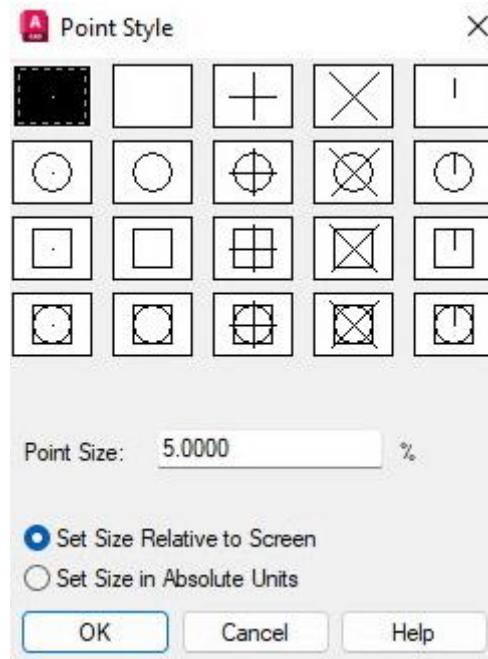 A
CAD
Point Style
Point Size: 5.0000 %
Set Size Relative to Screen
Set Size in Absolute Units
OK Cancel Help